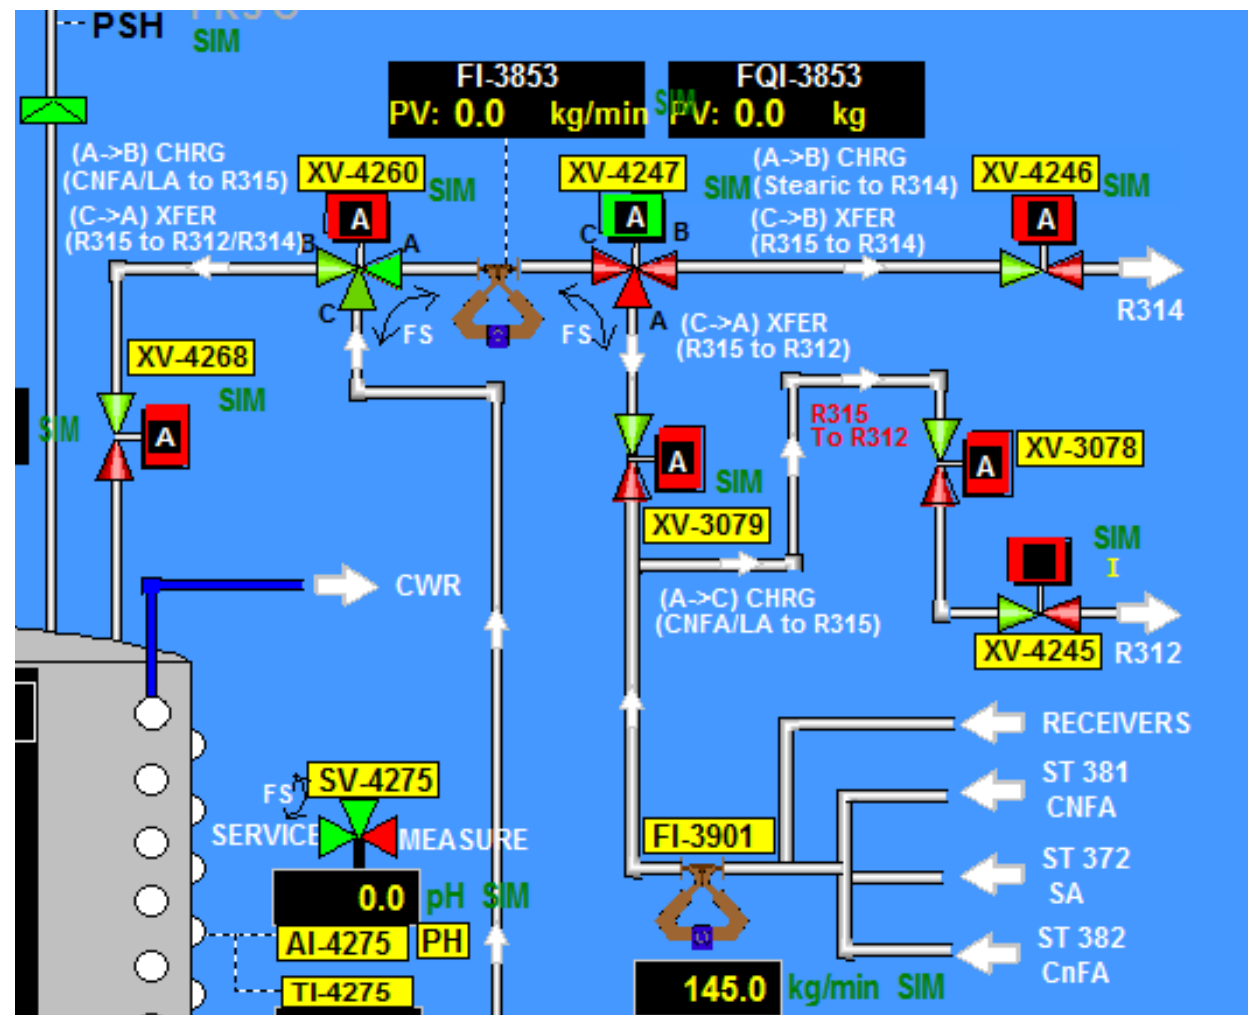 PSH
SIM
FI-3853
PV: 0.0 kg/min
SIM
FQI-3853
PV: 0.0 kg
(A->B) CHRG
(CNFA/LA to R315)
(C->A) XFER
(R315 to R312/R314)
XV-4260
SIM
A
B
A
C
FS
XV-4247
SIM
A
C
B
A
FS
(A->B) CHRG
(Stearic to R314)
(C->B) XFER
(R315 to R314)
XV-4246
SIM
A
R314
(C->A) XFER
(R315 to R312)
XV-4268
SIM
A
SIM
R315
To R312
A
SIM
XV-3079
XV-3078
A
SIM
I
XV-4245
R312
CWR
(A->C) CHRG
(CNFA/LA to R315)
RECEIVERS
ST 381
CNFA
ST 372
SA
ST 382
CnFA
FS
SV-4275
SERVICE
MEASURE
0.0 pH SIM
AI-4275
PH
TI-4275
FI-3901
145.0 kg/min SIM